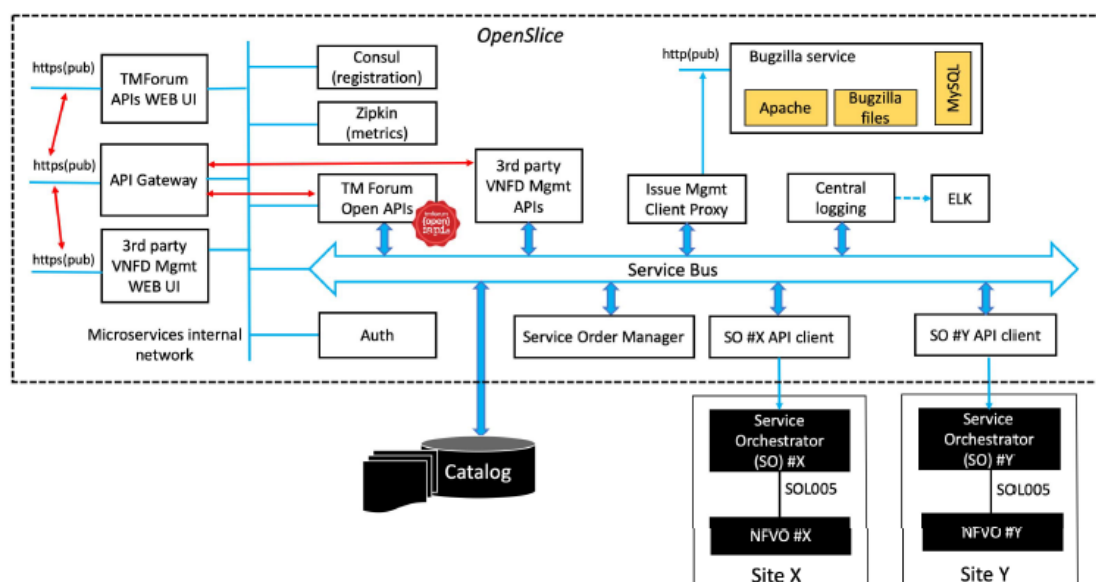 OpenSlice
https(pub)
TMForum
APIs WEB UI
Consul
(registration)
http(pub)
Bugzilla service
Apache
Bugzilla
files
MySQL
Zipkin
(metrics)
https(pub)
API Gateway
TM Forum
Open APIs
3rd party
VNFD Mgmt
APIs
Issue Mgmt
Client Proxy
Central
logging
ELK
https(pub)
3rd party
VNFD Mgmt
WEB UI
Service Bus
Microservices internal
network
Auth
Service Order Manager
SO #X API client
SO #Y API client
Catalog
Service
Orchestrator
(SO) #X
SOL005
NFVO #X
Site X
Service
Orchestrator
(SO) #Y
SOL005
NFVO #Y
Site Y